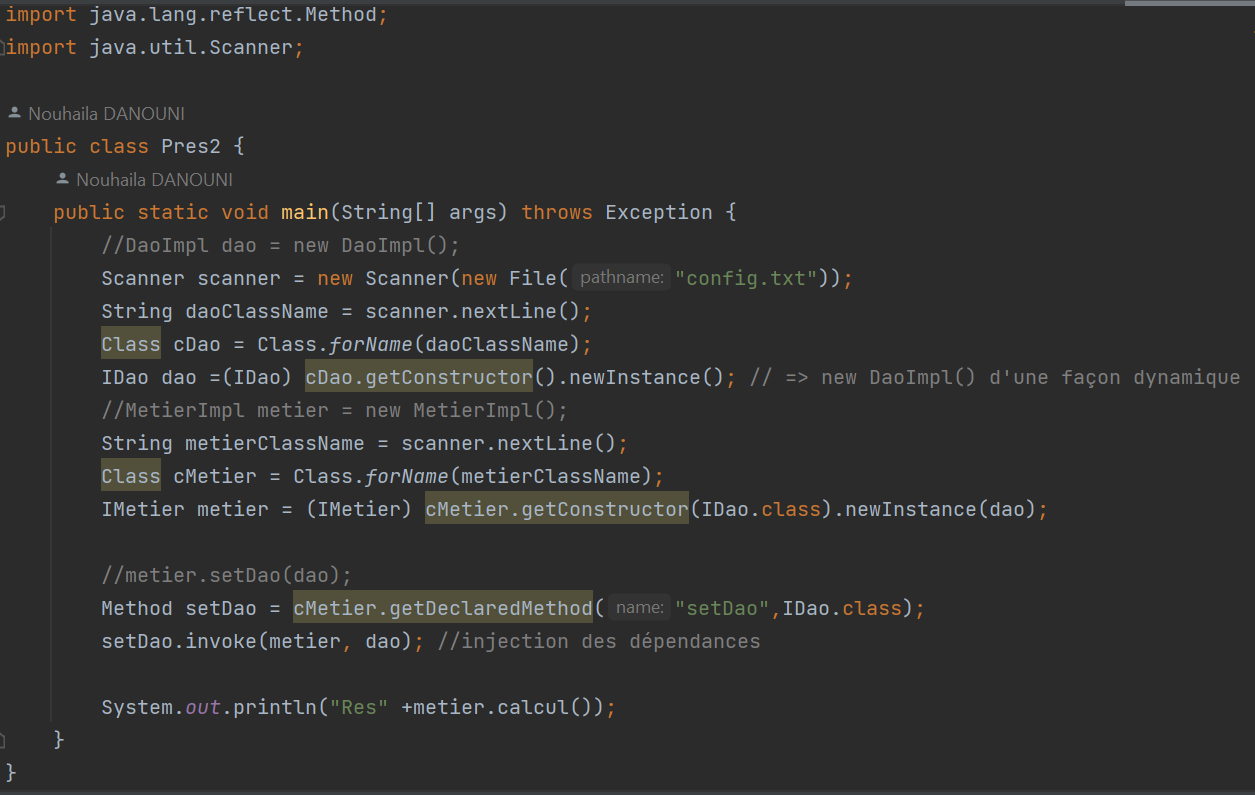 import java.lang.reflect.Method;
import java.util.Scanner;
Nouhaila DANOUNI
public class Pres2 {
Nouhaila DANOUNI
public static void main(String[] args) throws Exception {
//DaoImpl dao = new DaoImpl();
Scanner scanner = new Scanner(new File( pathname: "config.txt"));
String daoClassName = scanner.nextLine();
Class cDao = Class.forName(daoClassName);
IDao dao =(IDao) cDao.getConstructor().newInstance(); // => new DaoImpl() d'une façon dynamique
//MetierImpl metier = new MetierImpl();
String metierClassName = scanner.nextLine();
Class cMetier = Class.forName(metierClassName);
IMetier metier = (IMetier) cMetier.getConstructor(IDao.class).newInstance(dao);
//metier.setDao(dao);
Method setDao = cMetier.getDeclaredMethod( name: "setDao",IDao.class);
setDao.invoke(metier, dao); //injection des dépendances
System.out.println("Res" +metier.calcul());
}
}